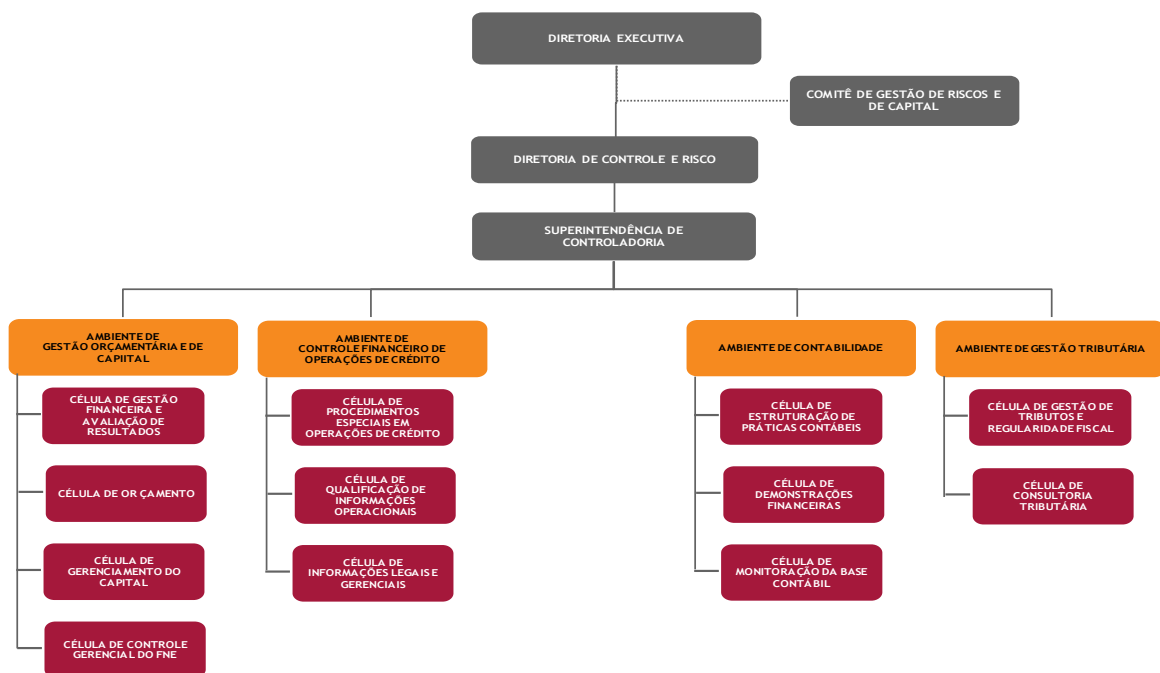 DIRETORIA EXECUTIVA
COMITÊ DE GESTÃO DE RISCOS E
DE CAPITAL
DIRETORIA DE CONTROLE E RISCO
SUPERINTENDÊNCIA DE
CONTROLADORIA
AMBIENTE DE
GESTÃO ORÇAMENTÁRIA E DE
CAPIITAL
CÉLULA DE GESTÃO
FINANCEIRA E
AVALIAÇÃO DE
RESULTADOS
CÉLULA DE OR ÇAMENTO
CÉLULA DE
GERENCIAMENTO DO
CAPITAL
CÉLULA DE CONTROLE
GERENCIAL DO FNE
AMBIENTE DE
CONTROLE FINANCEIRO DE
OPERAÇÕES DE CRÉDITO
CÉLULA DE
PROCEDIMENTOS
ESPECIAIS EM
OPERAÇÕES DE CRÉDITO
CÉLULA DE
QUALIFICAÇÃO DE
INFORMAÇÕES
OPERACIONAIS
CÉLULA DE
INFORMAÇÕES LEGAIS E
GERENCIAIS
AMBIENTE DE CONTABILIDADE
CÉLULA DE
ESTRUTURAÇÃO DE
PRÁTICAS CONTÁBEIS
CÉLULA DE
DEMONSTRAÇÕES
FINANCEIRAS
CÉLULA DE
MONITORAÇÃO DA BASE
CONTÁBIL
AMBIENTE DE GESTÃO TRIBUTÁRIA
CÉLULA DE GESTÃO DE
TRIBUTOS E
REGULARIDADE FISCAL
CÉLULA DE
CONSULTORIA
TRIBUTÁRIA